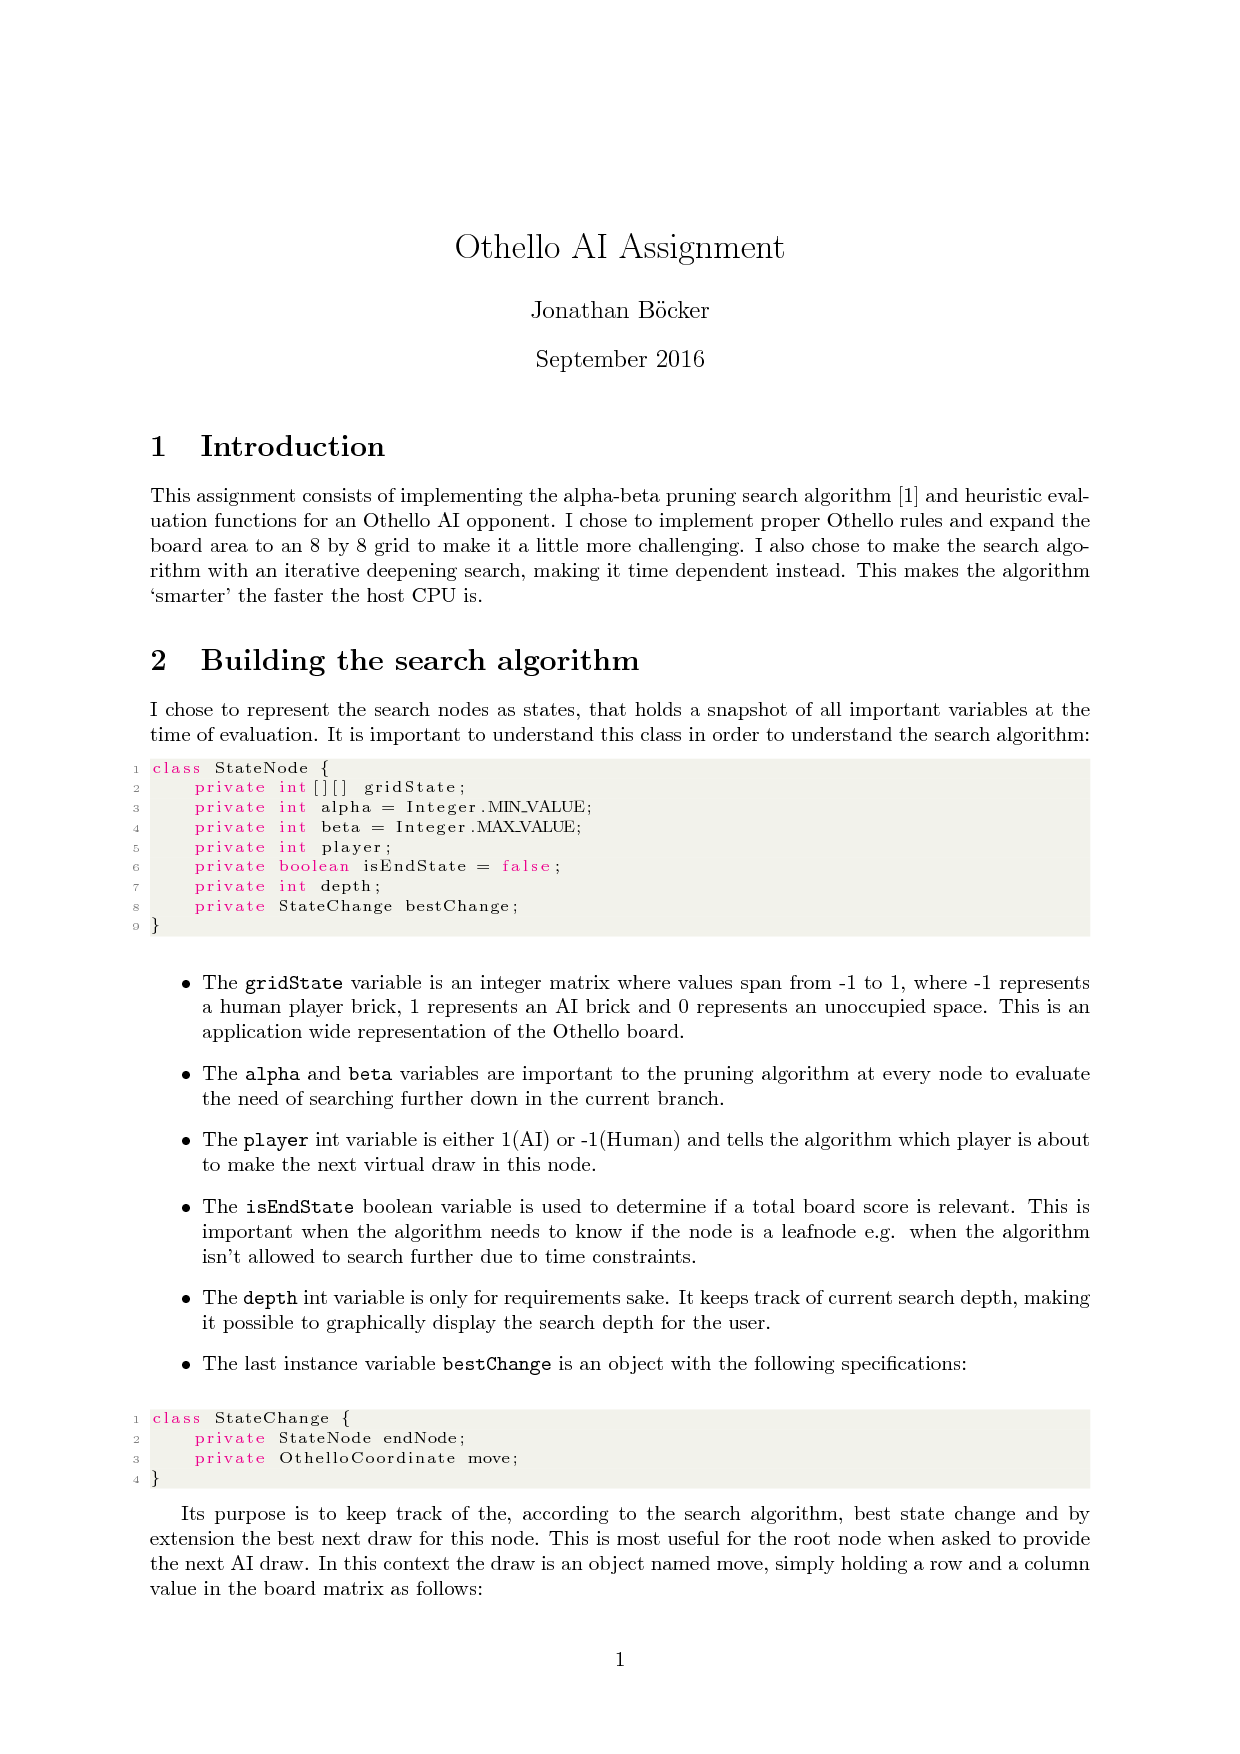 Othello AI Assignment
Jonathan Böcker
September 2016
1 Introduction
This assignment consists of implementing the alpha-beta pruning search algorithm [1] and heuristic eval-
uation functions for an Othello AI opponent. I chose to implement proper Othello rules and expand the
board area to an 8 by 8 grid to make it a little more challenging. I also chose to make the search algo-
rithm with an iterative deepening search, making it time dependent instead. This makes the algorithm
‘smarter’ the faster the host CPU is.
2 Building the search algorithm
I chose to represent the search nodes as states, that holds a snapshot of all important variables at the
time of evaluation. It is important to understand this class in order to understand the search algorithm:
1 class StateNode {
2 private int[][] gridState;
3 private int alpha = Integer.MIN_VALUE;
4 private int beta = Integer.MAX_VALUE;
5 private int player;
6 private boolean isEndState = false;
7 private int depth;
8 private StateChange bestChange;
9 }
• The gridState variable is an integer matrix where values span from -1 to 1, where -1 represents
a human player brick, 1 represents an AI brick and 0 represents an unoccupied space. This is an
application wide representation of the Othello board.
• The alpha and beta variables are important to the pruning algorithm at every node to evaluate
the need of searching further down in the current branch.
• The player int variable is either 1(AI) or -1(Human) and tells the algorithm which player is about
to make the next virtual draw in this node.
• The isEndState boolean variable is used to determine if a total board score is relevant. This is
important when the algorithm needs to know if the node is a leafnode e.g. when the algorithm
isn't allowed to search further due to time constraints.
• The depth int variable is only for requirements sake. It keeps track of current search depth, making
it possible to graphically display the search depth for the user.
• The last instance variable bestChange is an object with the following specifications:
1 class StateChange {
2 private StateNode endNode;
3 private OthelloCoordinate move;
4 }
Its purpose is to keep track of the, according to the search algorithm, best state change and by
extension the best next draw for this node. This is most useful for the root node when asked to provide
the next AI draw. In this context the draw is an object named move, simply holding a row and a column
value in the board matrix as follows:
1